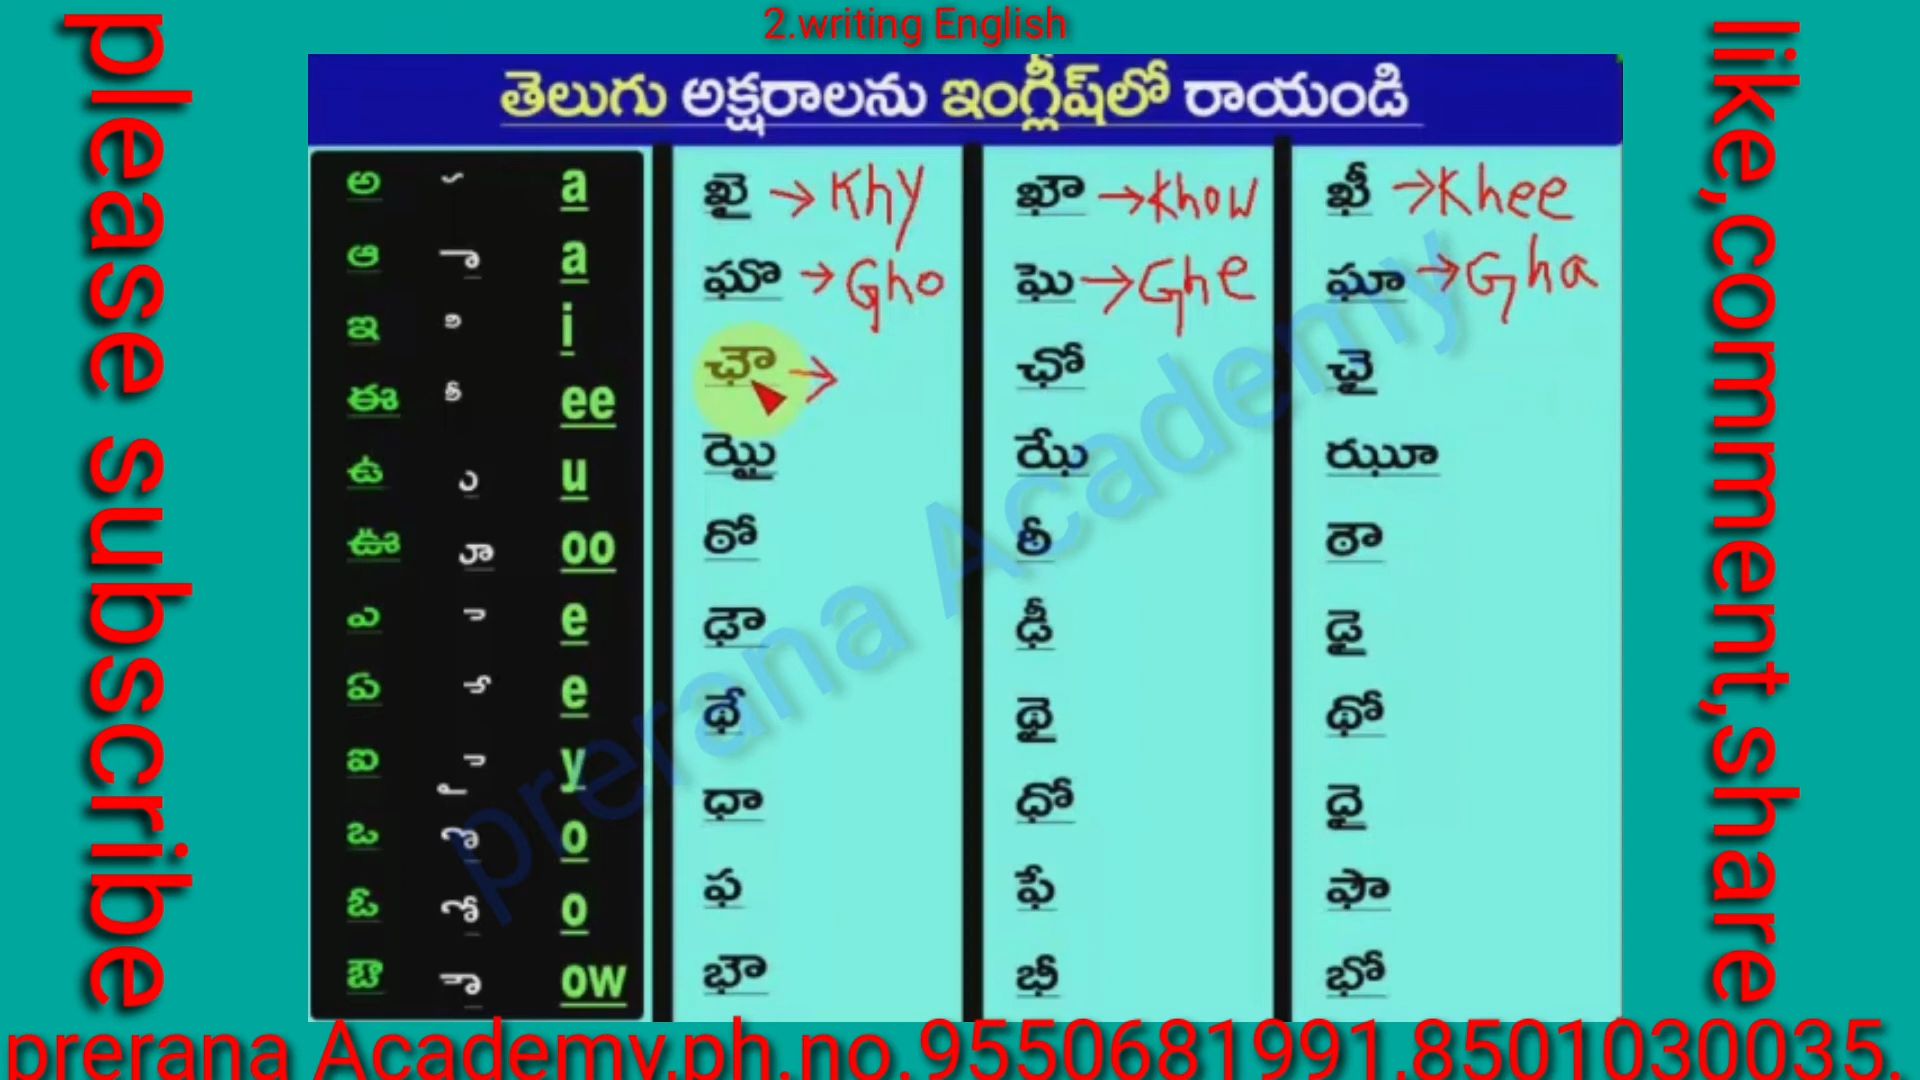 2.writing English
please subscribe
like,comment,share
తెలుగు అక్షరాలను ఇంగ్లీష్‌లో రాయండి
అ ా a
ఆ ా a
ఇ ి i
ఈ ీ ee
ఉ ు u
ఊ ూ oo
ఎ ె e
ఏ ే e
ఐ ై y
ఒ ొ o
ఓ ో o
ఔ ౌ ow
ఖై → Khy ఖౌ → khow ఖీ → Khee
ఘొ → Gho ఘె → Ghe ఘా → Gha
ఛౌ → ఛో ఛై
ఝై ఝే ఝూ
ఠో ఠీ ఠౌ
ఢౌ ఢీ ఢై
థే థై థో
ధా ధో ధై
ఫ ఫే ఫౌ
భౌ భీ భో
prerana Academy
prerana Academy,ph.no.9550681991,8501030035.